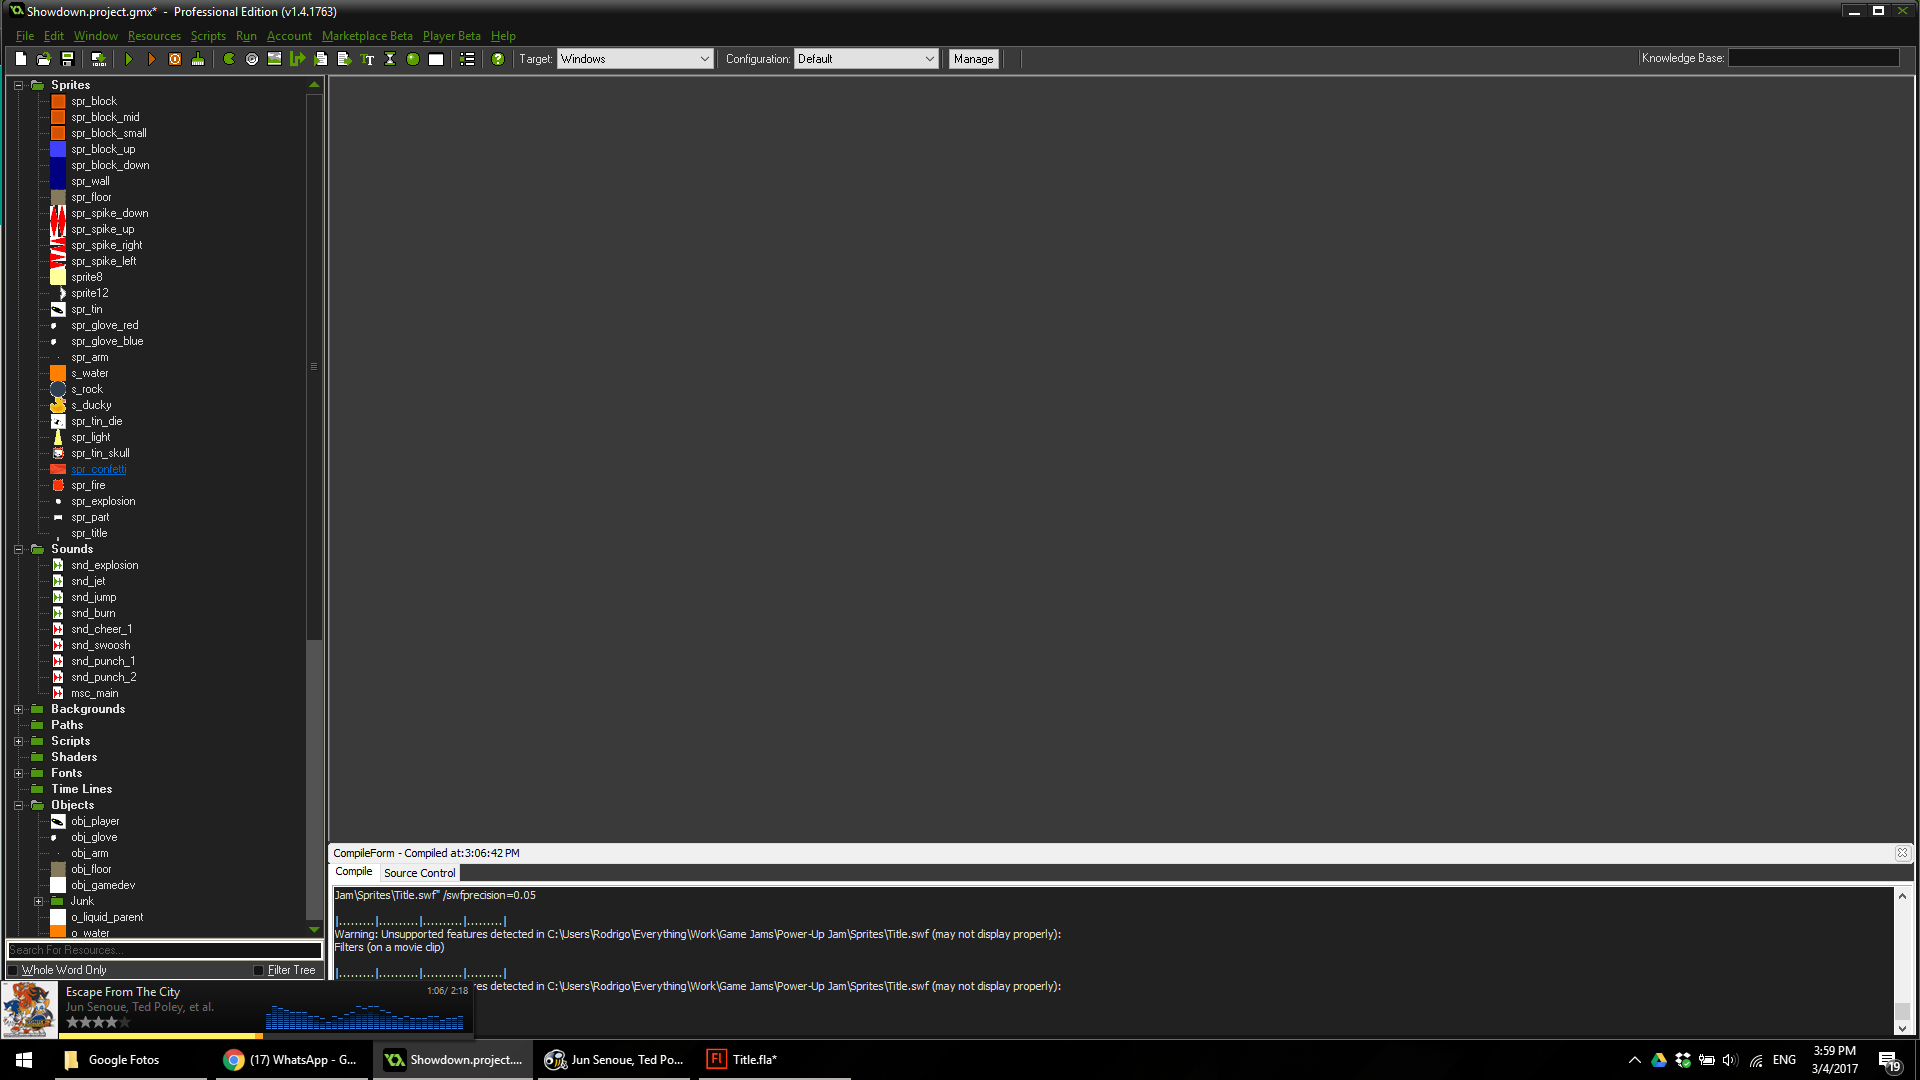 Showdown.project.gmx* - Professional Edition (v1.4.1763)
File Edit Window Resources Scripts Run Account Marketplace Beta Player Beta Help
Target: Windows Configuration: Default Manage Knowledge Base:
Sprites
spr_block
spr_block_mid
spr_block_small
spr_block_up
spr_block_down
spr_wall
spr_floor
spr_spike_down
spr_spike_up
spr_spike_right
spr_spike_left
sprite8
sprite12
spr_tin
spr_glove_red
spr_glove_blue
spr_arm
s_water
s_rock
s_ducky
spr_tin_die
spr_light
spr_tin_skull
spr_confetti
spr_fire
spr_explosion
spr_part
spr_title
Sounds
snd_explosion
snd_jet
snd_jump
snd_burn
snd_cheer_1
snd_swoosh
snd_punch_1
snd_punch_2
msc_main
Backgrounds
Paths
Scripts
Shaders
Fonts
Time Lines
Objects
obj_player
obj_glove
obj_arm
obj_floor
obj_gamedev
Junk
o_liquid_parent
o_water
Search For Resources...
Whole Word Only Filter Tree
CompileForm - Compiled at:3:06:42 PM
Compile Source Control
Jam\Sprites\Title.swf" /swfprecision=0.05
|.........|..........|..........|.........|
Warning: Unsupported features detected in C:\Users\Rodrigo\Everything\Work\Game Jams\Power-Up Jam\Sprites\Title.swf (may not display properly):
Filters (on a movie clip)
|.........|..........|..........|.........|
res detected in C:\Users\Rodrigo\Everything\Work\Game Jams\Power-Up Jam\Sprites\Title.swf (may not display properly):
Escape From The City 1:06/ 2:18
Jun Senoue, Ted Poley, et al.
Google Fotos
(17) WhatsApp - G...
Showdown.project....
Jun Senoue, Ted Po...
Fl Title.fla*
ENG
3:59 PM
3/4/2017
19